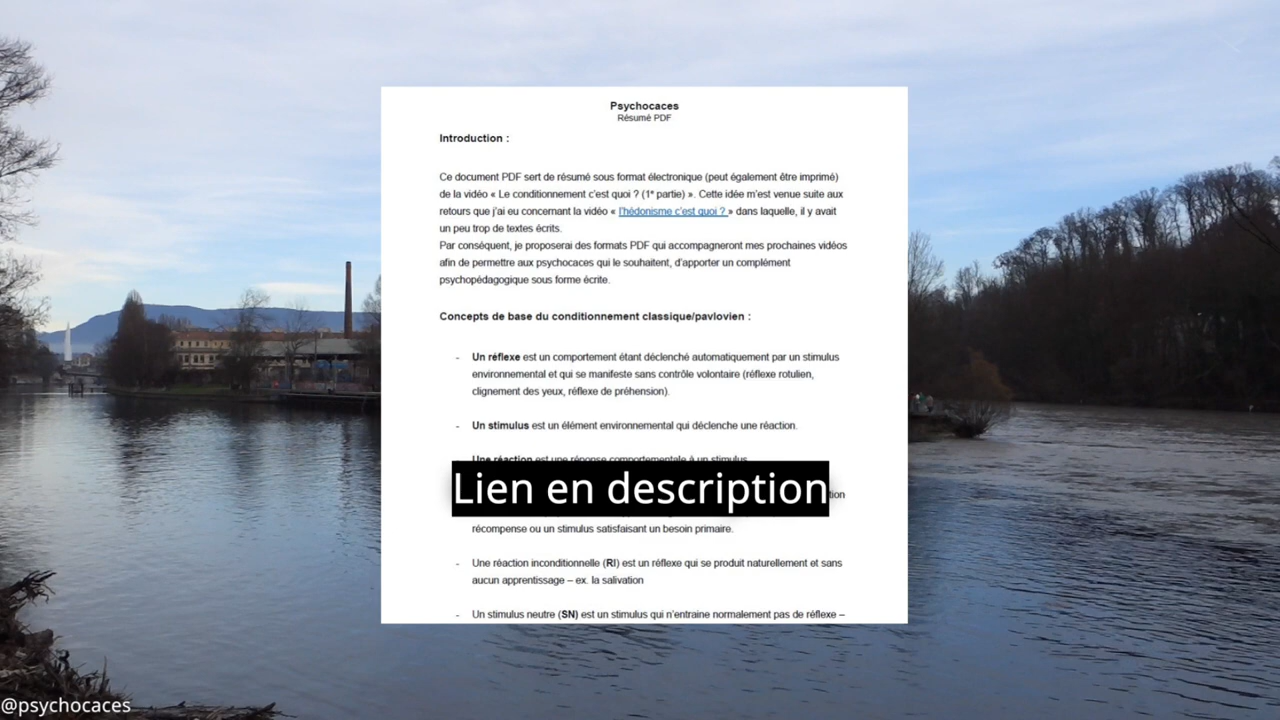 Psychocaces
Résumé PDF
Introduction :
Ce document PDF sert de résumé sous format électronique (peut également être imprimé)
de la vidéo « Le conditionnement c'est quoi ? (1ᵉ partie) ». Cette idée m'est venue suite aux
retours que j'ai eu concernant la vidéo « l'hédonisme c'est quoi ? » dans laquelle, il y avait
un peu trop de textes écrits.
Par conséquent, je proposerai des formats PDF qui accompagneront mes prochaines vidéos
afin de permettre aux psychocaces qui le souhaitent, d'apporter un complément
psychopédagogique sous forme écrite.
Concepts de base du conditionnement classique/pavlovien :
- Un réflexe est un comportement étant déclenché automatiquement par un stimulus
environnemental et qui se manifeste sans contrôle volontaire (réflexe rotulien,
clignement des yeux, réflexe de préhension).
- Un stimulus est un élément environnemental qui déclenche une réaction.
- Une réaction est une réponse comportementale à un stimulus.
Lien en description
récompense ou un stimulus satisfaisant un besoin primaire.
- Une réaction inconditionnelle (RI) est un réflexe qui se produit naturellement et sans
aucun apprentissage – ex. la salivation
- Un stimulus neutre (SN) est un stimulus qui n'entraine normalement pas de réflexe –
@psychocaces